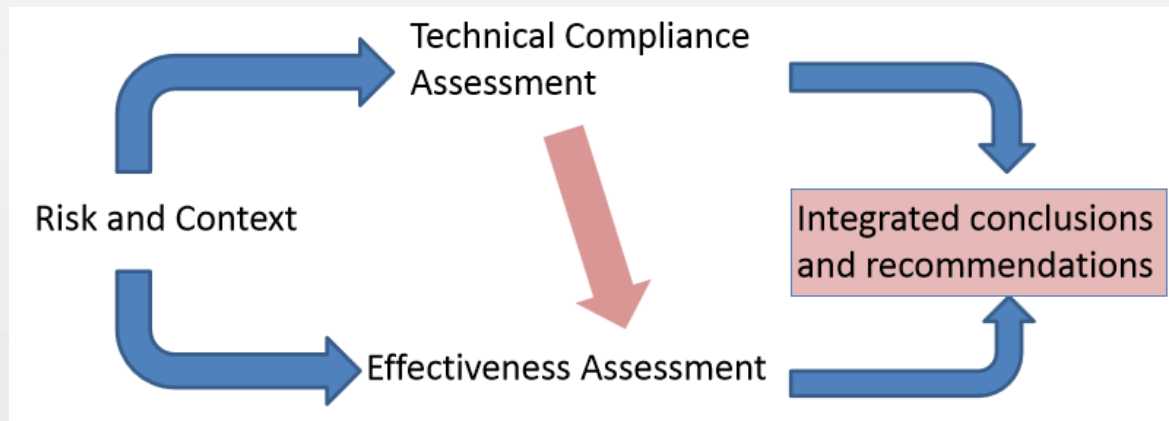 Technical Compliance
Assessment
Risk and Context
Integrated conclusions
and recommendations
Effectiveness Assessment